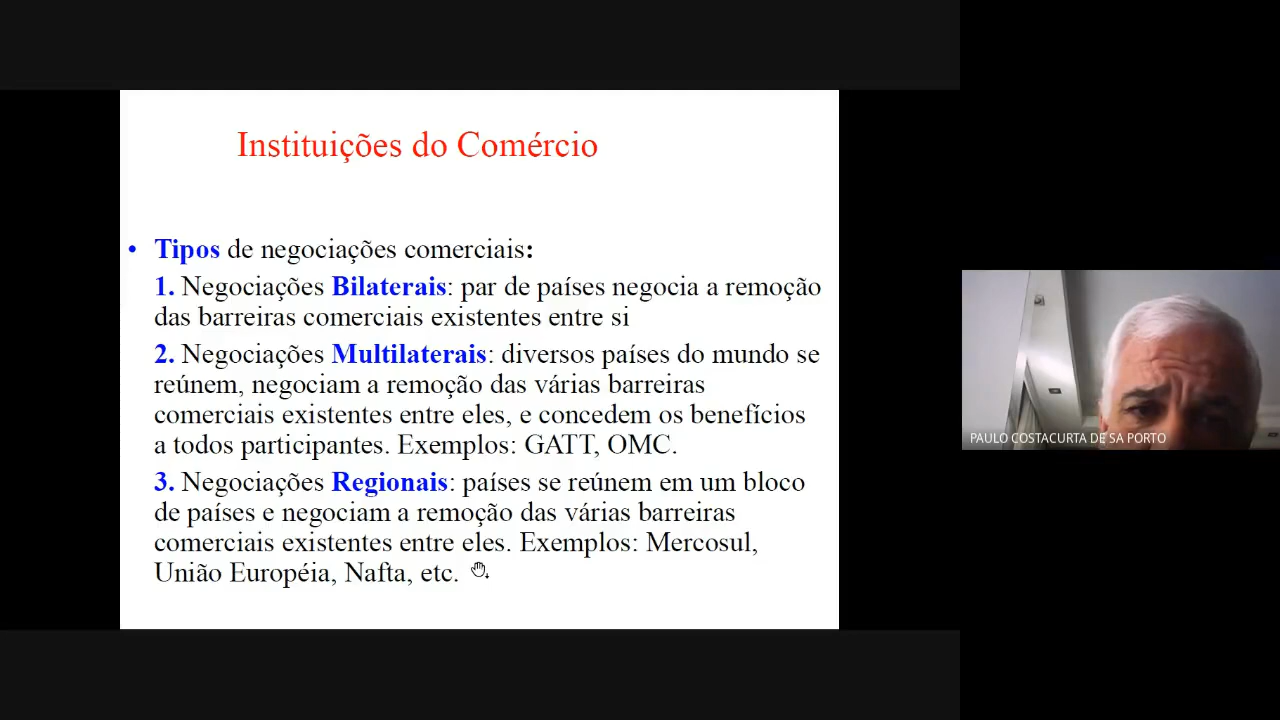 Instituições do Comércio
• Tipos de negociações comerciais:
1. Negociações Bilaterais: par de países negocia a remoção
das barreiras comerciais existentes entre si
2. Negociações Multilaterais: diversos países do mundo se
reúnem, negociam a remoção das várias barreiras
comerciais existentes entre eles, e concedem os benefícios
a todos participantes. Exemplos: GATT, OMC.
3. Negociações Regionais: países se reúnem em um bloco
de países e negociam a remoção das várias barreiras
comerciais existentes entre eles. Exemplos: Mercosul,
União Européia, Nafta, etc.
PAULO COSTACURTA DE SA PORTO